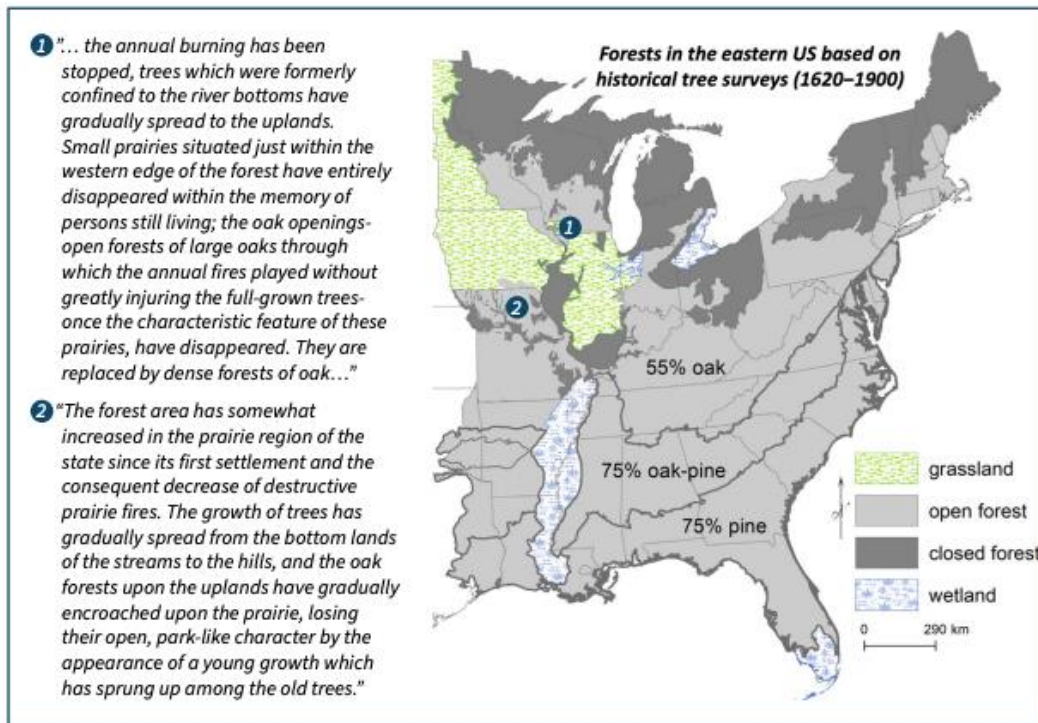 1 "… the annual burning has been
stopped, trees which were formerly
confined to the river bottoms have
gradually spread to the uplands.
Small prairies situated just within the
western edge of the forest have entirely
disappeared within the memory of
persons still living; the oak openings-
open forests of large oaks through
which the annual fires played without
greatly injuring the full-grown trees-
once the characteristic feature of these
prairies, have disappeared. They are
replaced by dense forests of oak…"
2 "The forest area has somewhat
increased in the prairie region of the
state since its first settlement and the
consequent decrease of destructive
prairie fires. The growth of trees has
gradually spread from the bottom lands
of the streams to the hills, and the oak
forests upon the uplands have gradually
encroached upon the prairie, losing
their open, park-like character by the
appearance of a young growth which
has sprung up among the old trees."
Forests in the eastern US based on
historical tree surveys (1620–1900)
1
2
55% oak
75% oak-pine
75% pine
grassland
open forest
closed forest
wetland
0 290 km